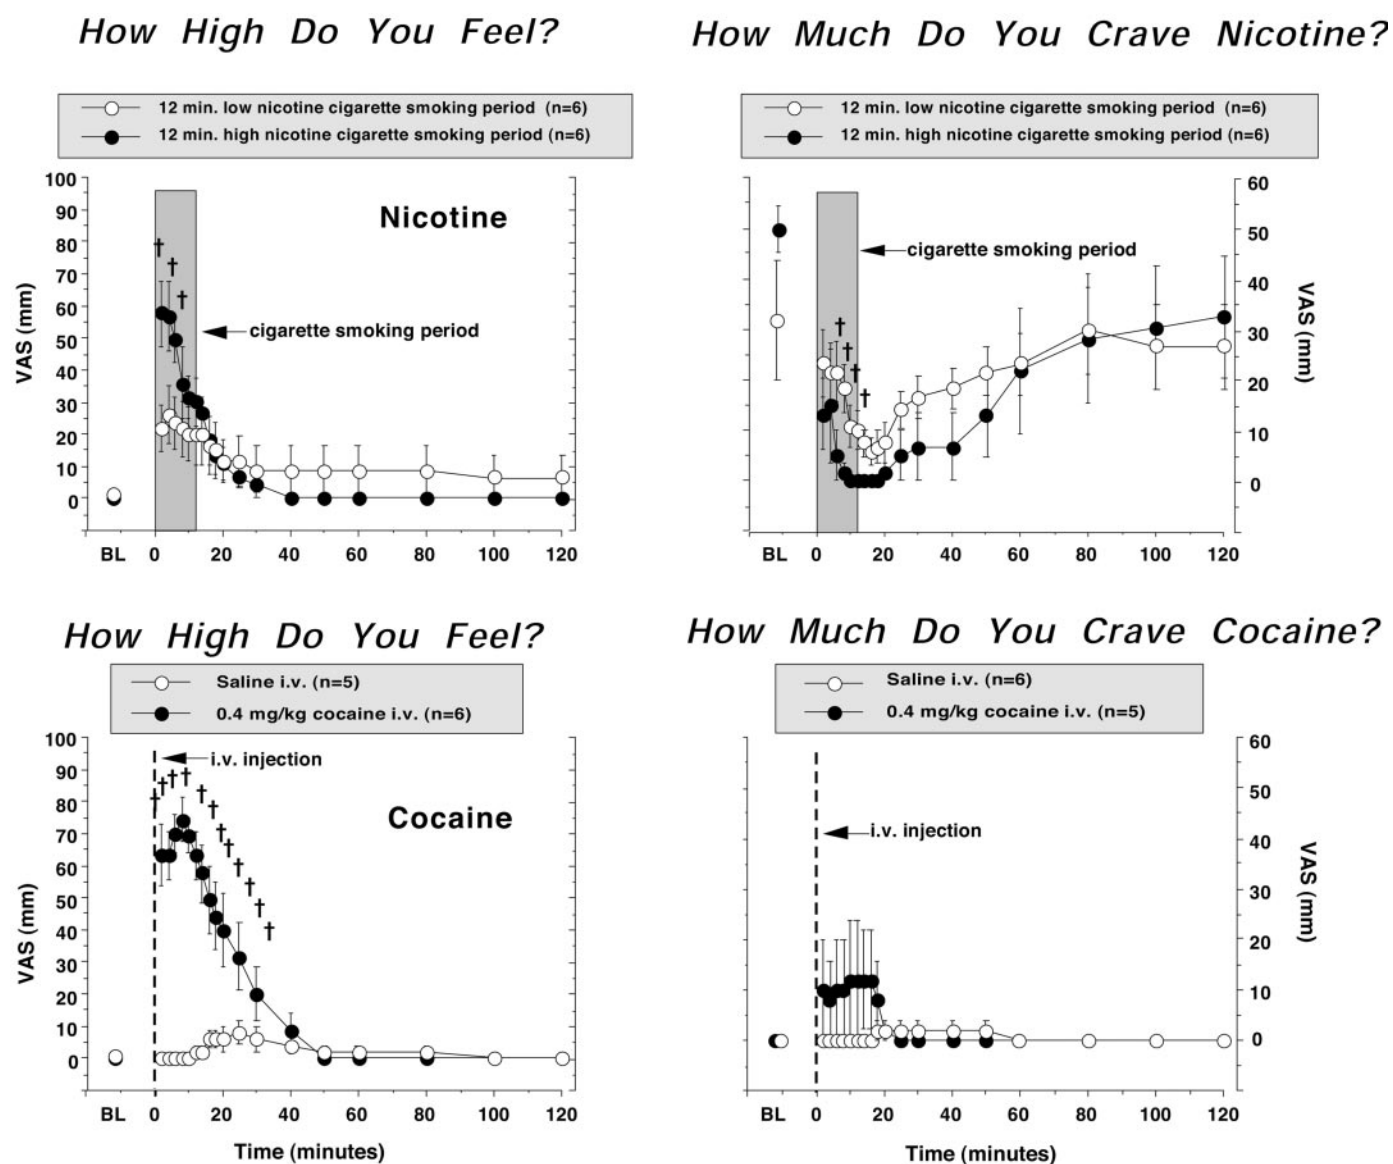 How High Do You Feel?
12 min. low nicotine cigarette smoking period (n=6)
12 min. high nicotine cigarette smoking period (n=6)
100
90
80
70
60
50
40
30
20
10
0
VAS (mm)
Nicotine
† † †
cigarette smoking period
BL 0 20 40 60 80 100 120
How Much Do You Crave Nicotine?
12 min. low nicotine cigarette smoking period (n=6)
12 min. high nicotine cigarette smoking period (n=6)
cigarette smoking period
† † † †
60
50
40
30
20
10
0
VAS (mm)
BL 0 20 40 60 80 100 120
How High Do You Feel?
Saline i.v. (n=5)
0.4 mg/kg cocaine i.v. (n=6)
100
90
80
70
60
50
40
30
20
10
0
VAS (mm)
i.v. injection
† † † † † † † † † † † †
Cocaine
BL 0 20 40 60 80 100 120
Time (minutes)
How Much Do You Crave Cocaine?
Saline i.v. (n=6)
0.4 mg/kg cocaine i.v. (n=5)
i.v. injection
60
50
40
30
20
10
0
VAS (mm)
BL 0 20 40 60 80 100 120
Time (minutes)